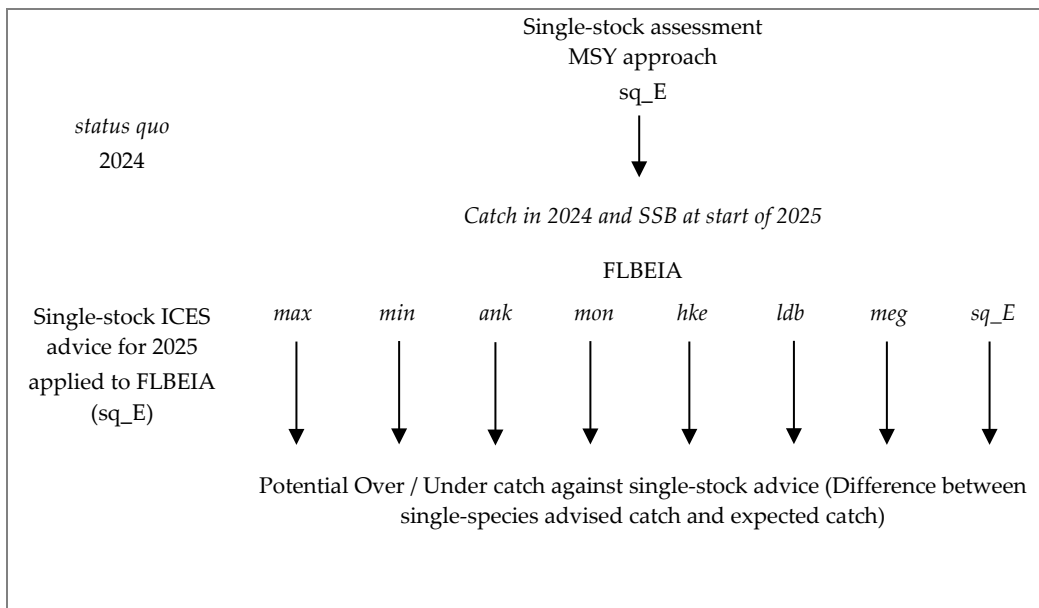 Single-stock assessment
MSY approach
sq_E
status quo
2024
Catch in 2024 and SSB at start of 2025
FLBEIA
Single-stock ICES
advice for 2025
applied to FLBEIA
(sq_E)
max min ank mon hke ldb meg sq_E
Potential Over / Under catch against single-stock advice (Difference between
single-species advised catch and expected catch)